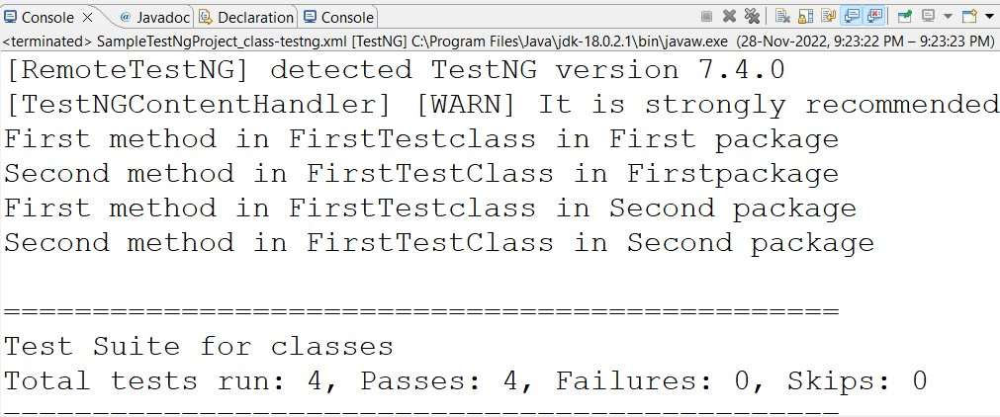 Console @ Javadoc Declaration Console
<terminated> SampleTestNgProject_class-testng.xml [TestNG] C:\Program Files\Java\jdk-18.0.2.1\bin\javaw.exe (28-Nov-2022, 9:23:22 PM – 9:23:23 PM)
[RemoteTestNG] detected TestNG version 7.4.0
[TestNGContentHandler] [WARN] It is strongly recommended
First method in FirstTestclass in First package
Second method in FirstTestClass in Firstpackage
First method in FirstTestclass in Second package
Second method in FirstTestClass in Second package
===============================================
Test Suite for classes
Total tests run: 4, Passes: 4, Failures: 0, Skips: 0
===============================================